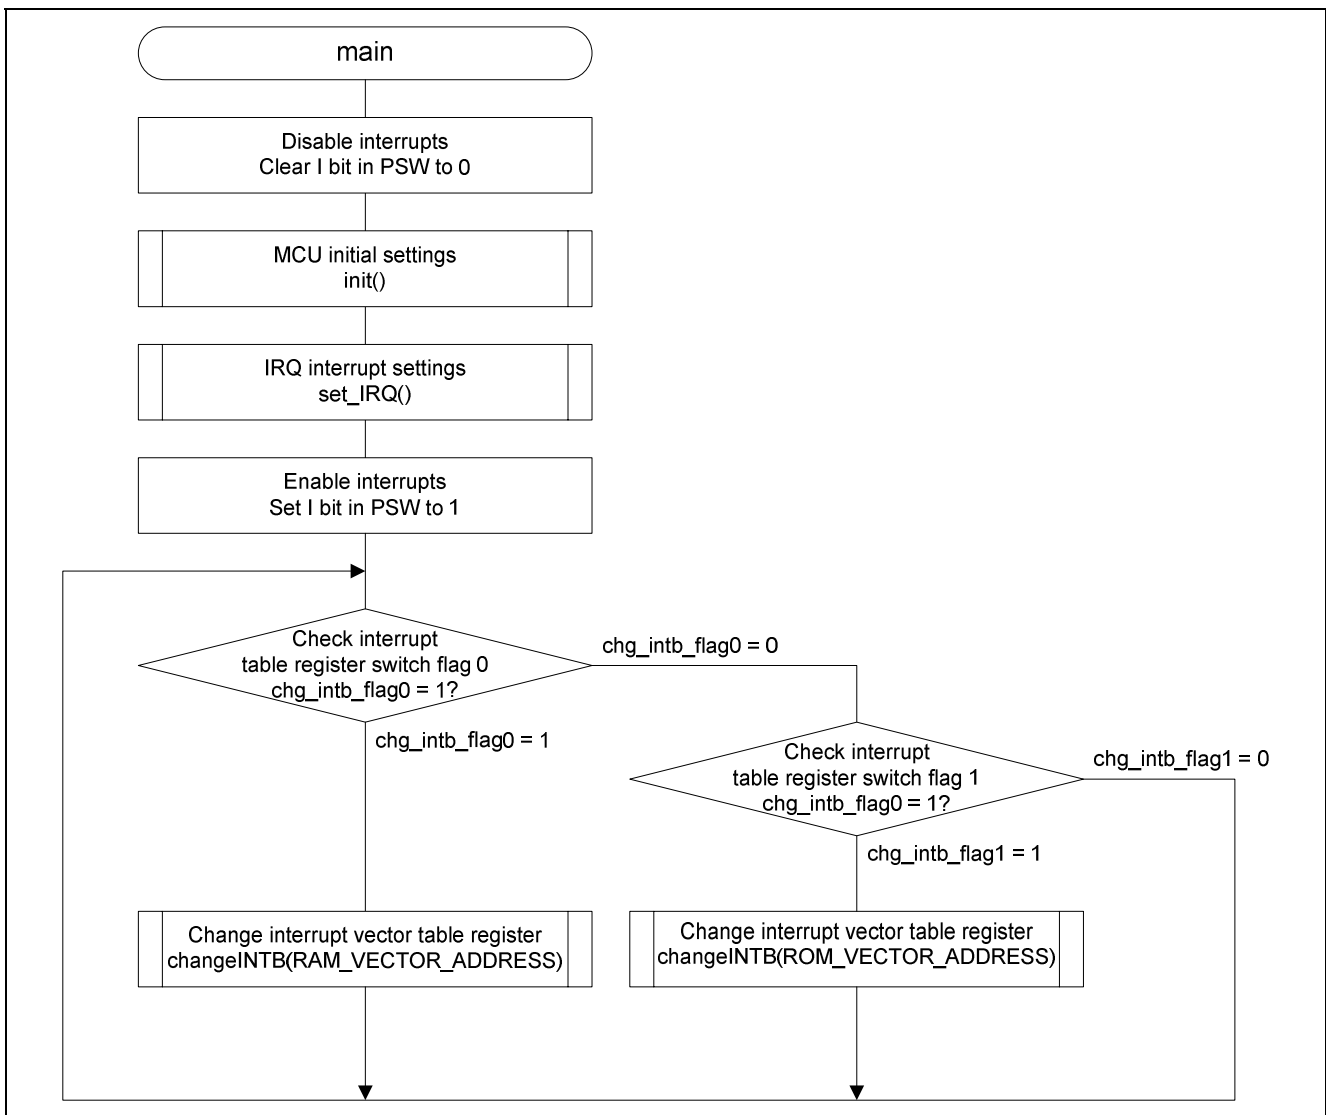 main
Disable interrupts
Clear I bit in PSW to 0
MCU initial settings
init()
IRQ interrupt settings
set_IRQ()
Enable interrupts
Set I bit in PSW to 1
Check interrupt
table register switch flag 0
chg_intb_flag0 = 1?
chg_intb_flag0 = 0
chg_intb_flag0 = 1
Check interrupt
table register switch flag 1
chg_intb_flag0 = 1?
chg_intb_flag1 = 0
chg_intb_flag1 = 1
Change interrupt vector table register
changeINTB(RAM_VECTOR_ADDRESS)
Change interrupt vector table register
changeINTB(ROM_VECTOR_ADDRESS)